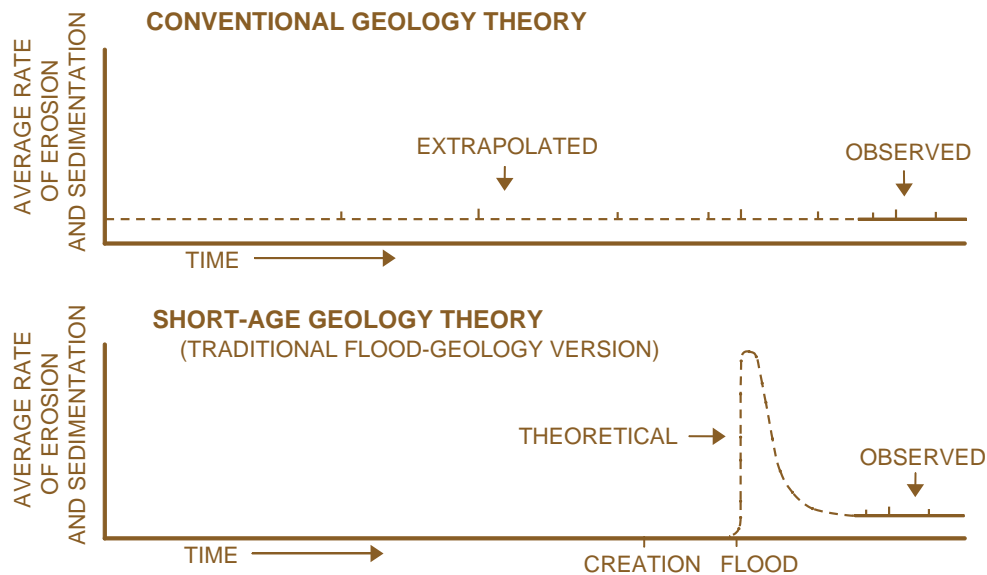 CONVENTIONAL GEOLOGY THEORY
AVERAGE RATE
OF EROSION
AND SEDIMENTATION
EXTRAPOLATED
OBSERVED
TIME
SHORT-AGE GEOLOGY THEORY
(TRADITIONAL FLOOD-GEOLOGY VERSION)
AVERAGE RATE
OF EROSION
AND SEDIMENTATION
THEORETICAL
OBSERVED
TIME
CREATION
FLOOD